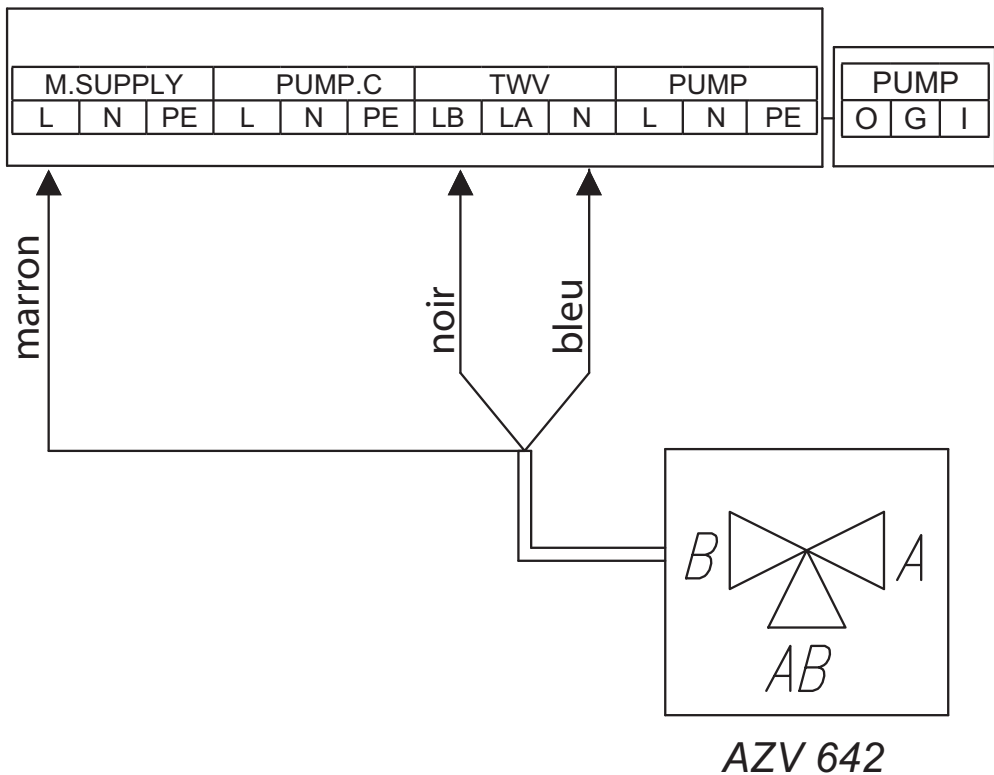 M.SUPPLY PUMP.C TWV PUMP PUMP
L N PE L N PE LB LA N L N PE O G I
marron
noir
bleu
B A
AB
AZV 642